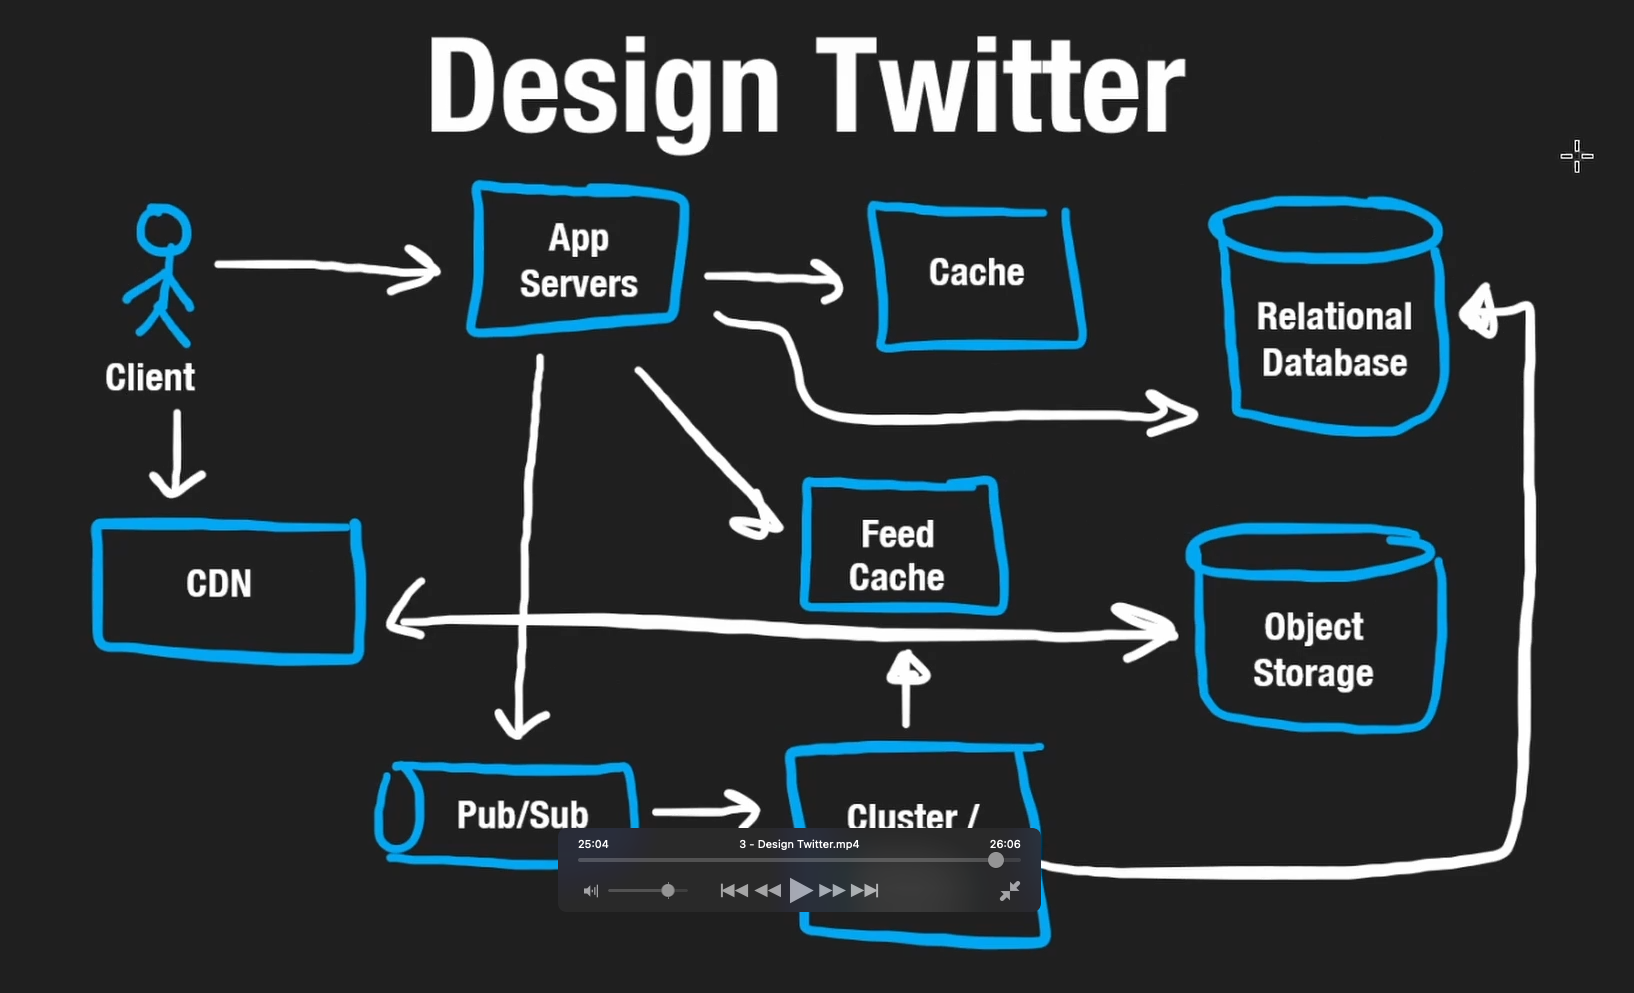 Design Twitter
App
Servers
Cache
Relational
Database
Client
Feed
Cache
CDN
Object
Storage
Pub/Sub
Cluster /
25:04
3 - Design Twitter.mp4
26:06